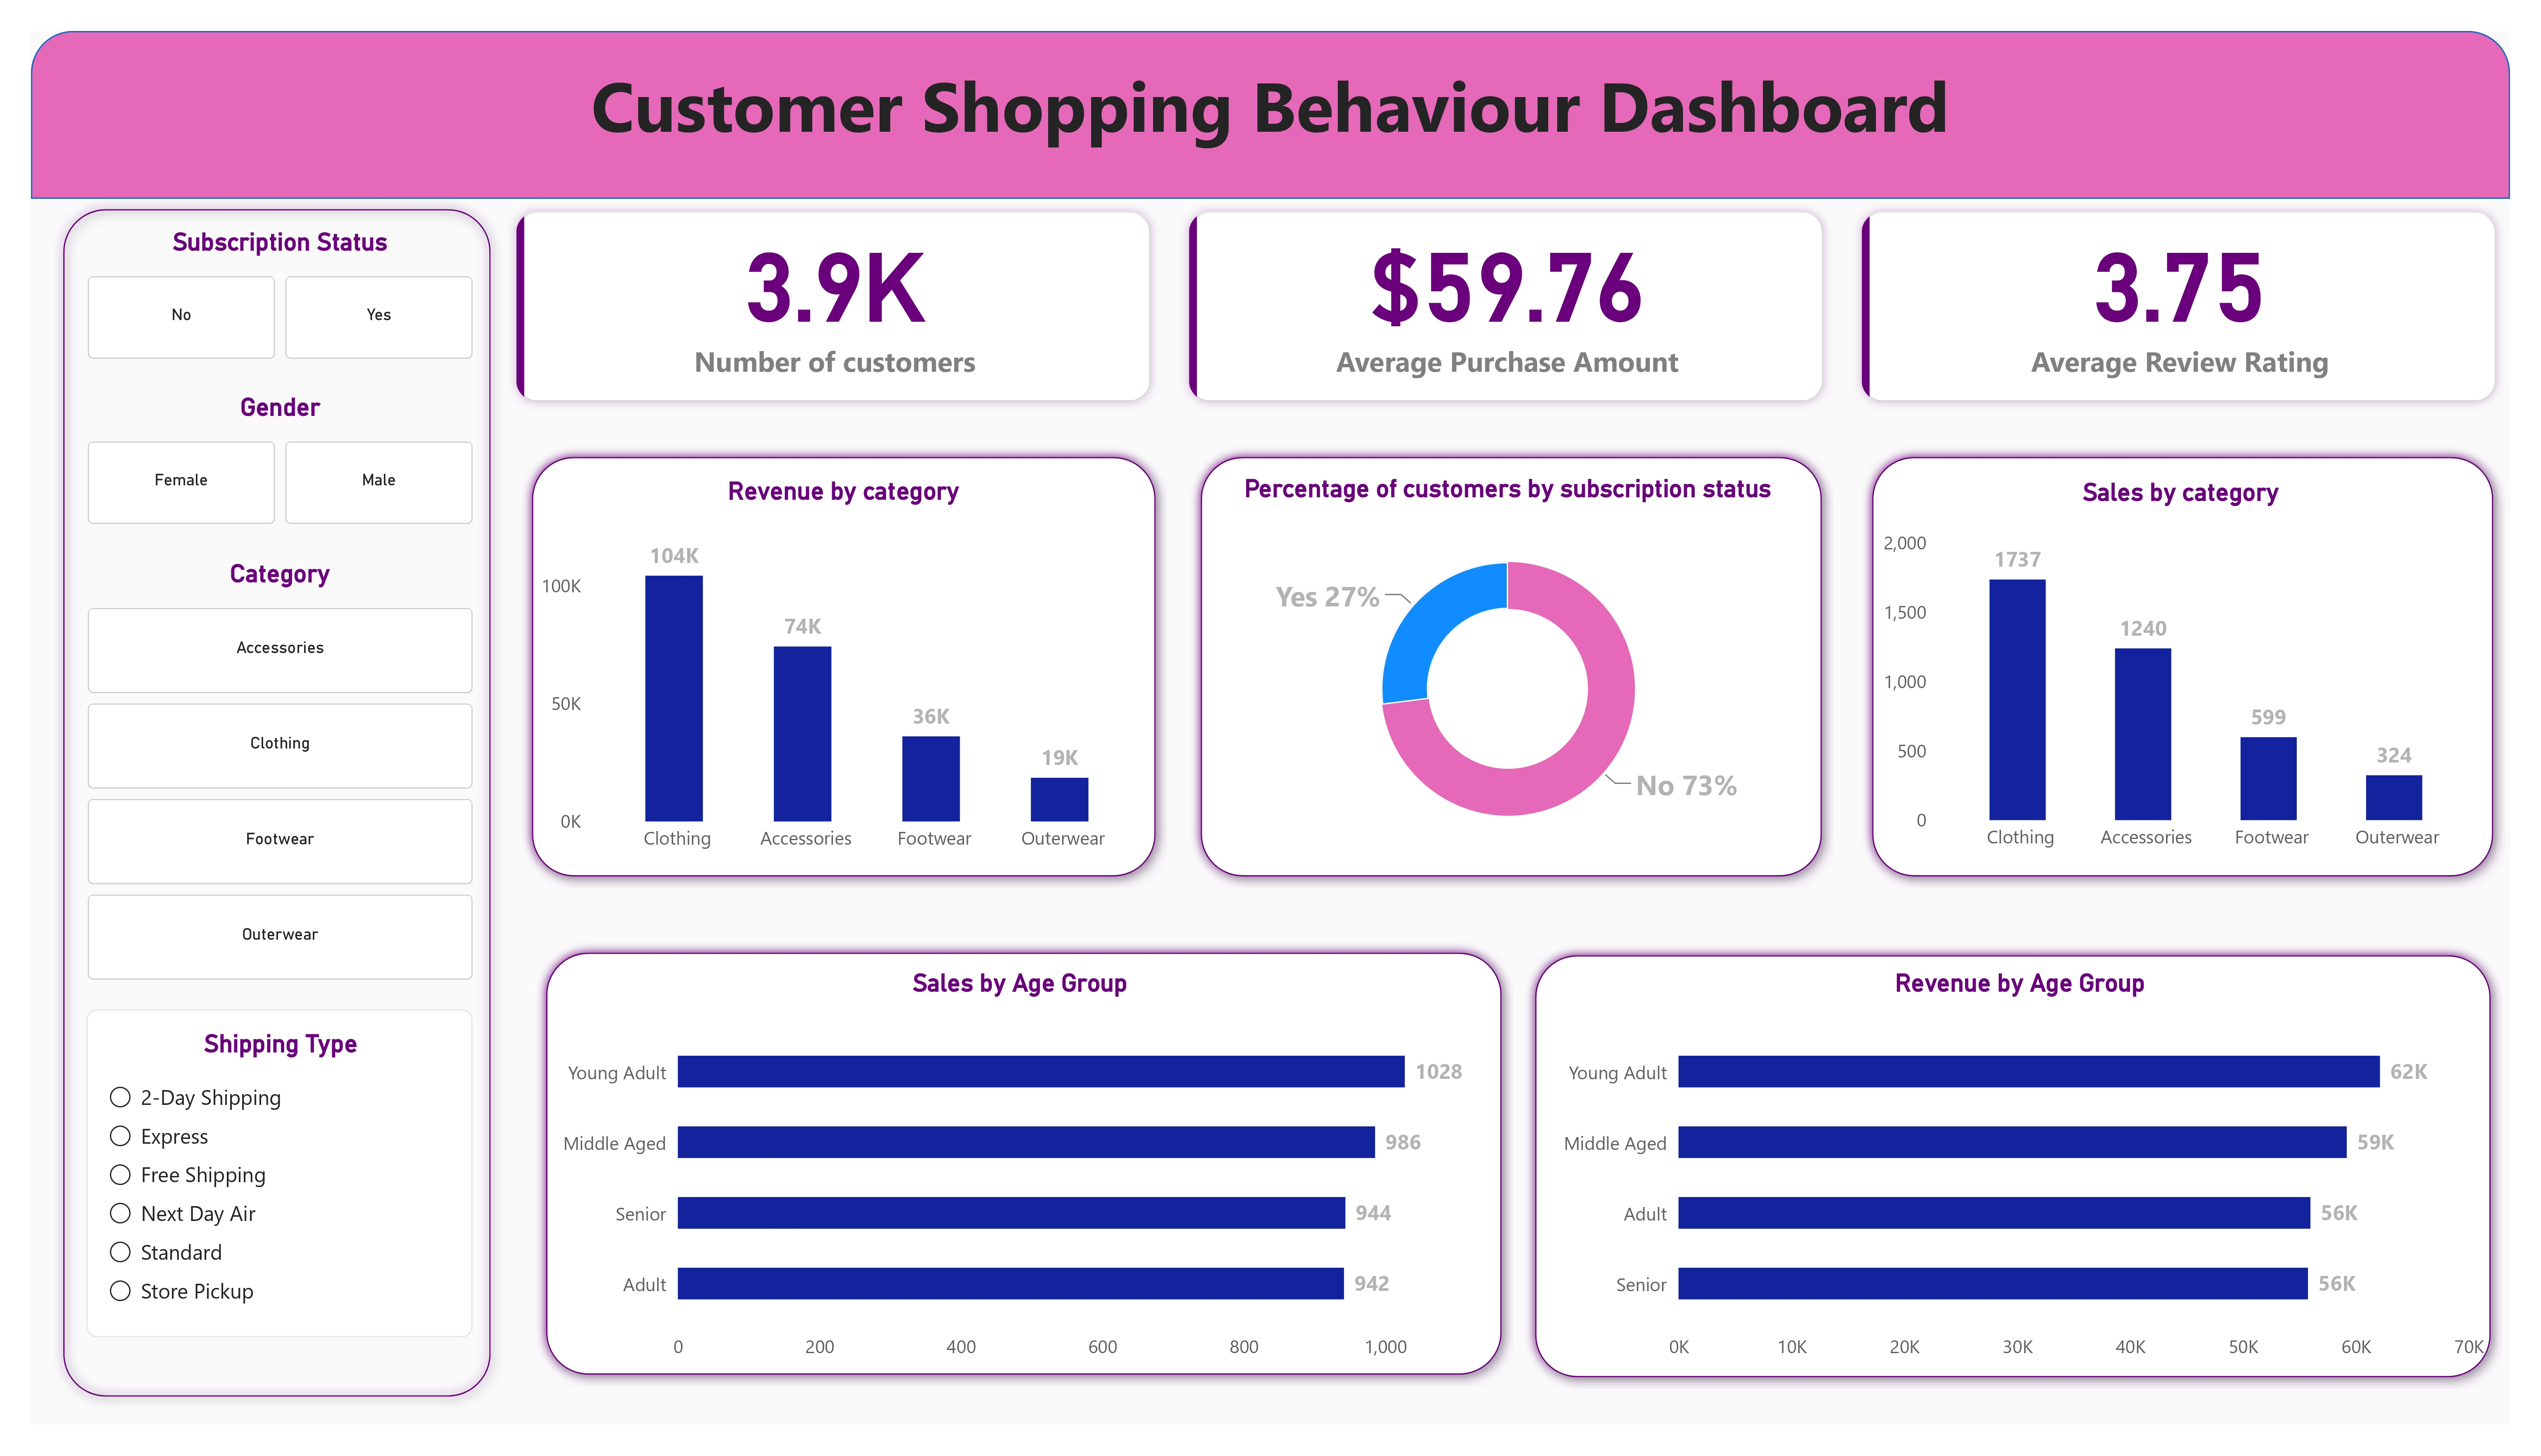 Customer Shopping Behaviour Dashboard
Subscription Status
No Yes
Gender
Female Male
Category
Accessories
Clothing
Footwear
Outerwear
Shipping Type
2-Day Shipping
Express
Free Shipping
Next Day Air
Standard
Store Pickup
3.9K
Number of customers
$59.76
Average Purchase Amount
3.75
Average Review Rating
Revenue by category
100K
50K
0K
104K
74K
36K
19K
Clothing Accessories Footwear Outerwear
Percentage of customers by subscription status
Yes 27%
No 73%
Sales by category
2,000
1,500
1,000
500
0
1737
1240
599
324
Clothing Accessories Footwear Outerwear
Sales by Age Group
Young Adult 1028
Middle Aged 986
Senior 944
Adult 942
0 200 400 600 800 1,000
Revenue by Age Group
Young Adult 62K
Middle Aged 59K
Adult 56K
Senior 56K
0K 10K 20K 30K 40K 50K 60K 70K